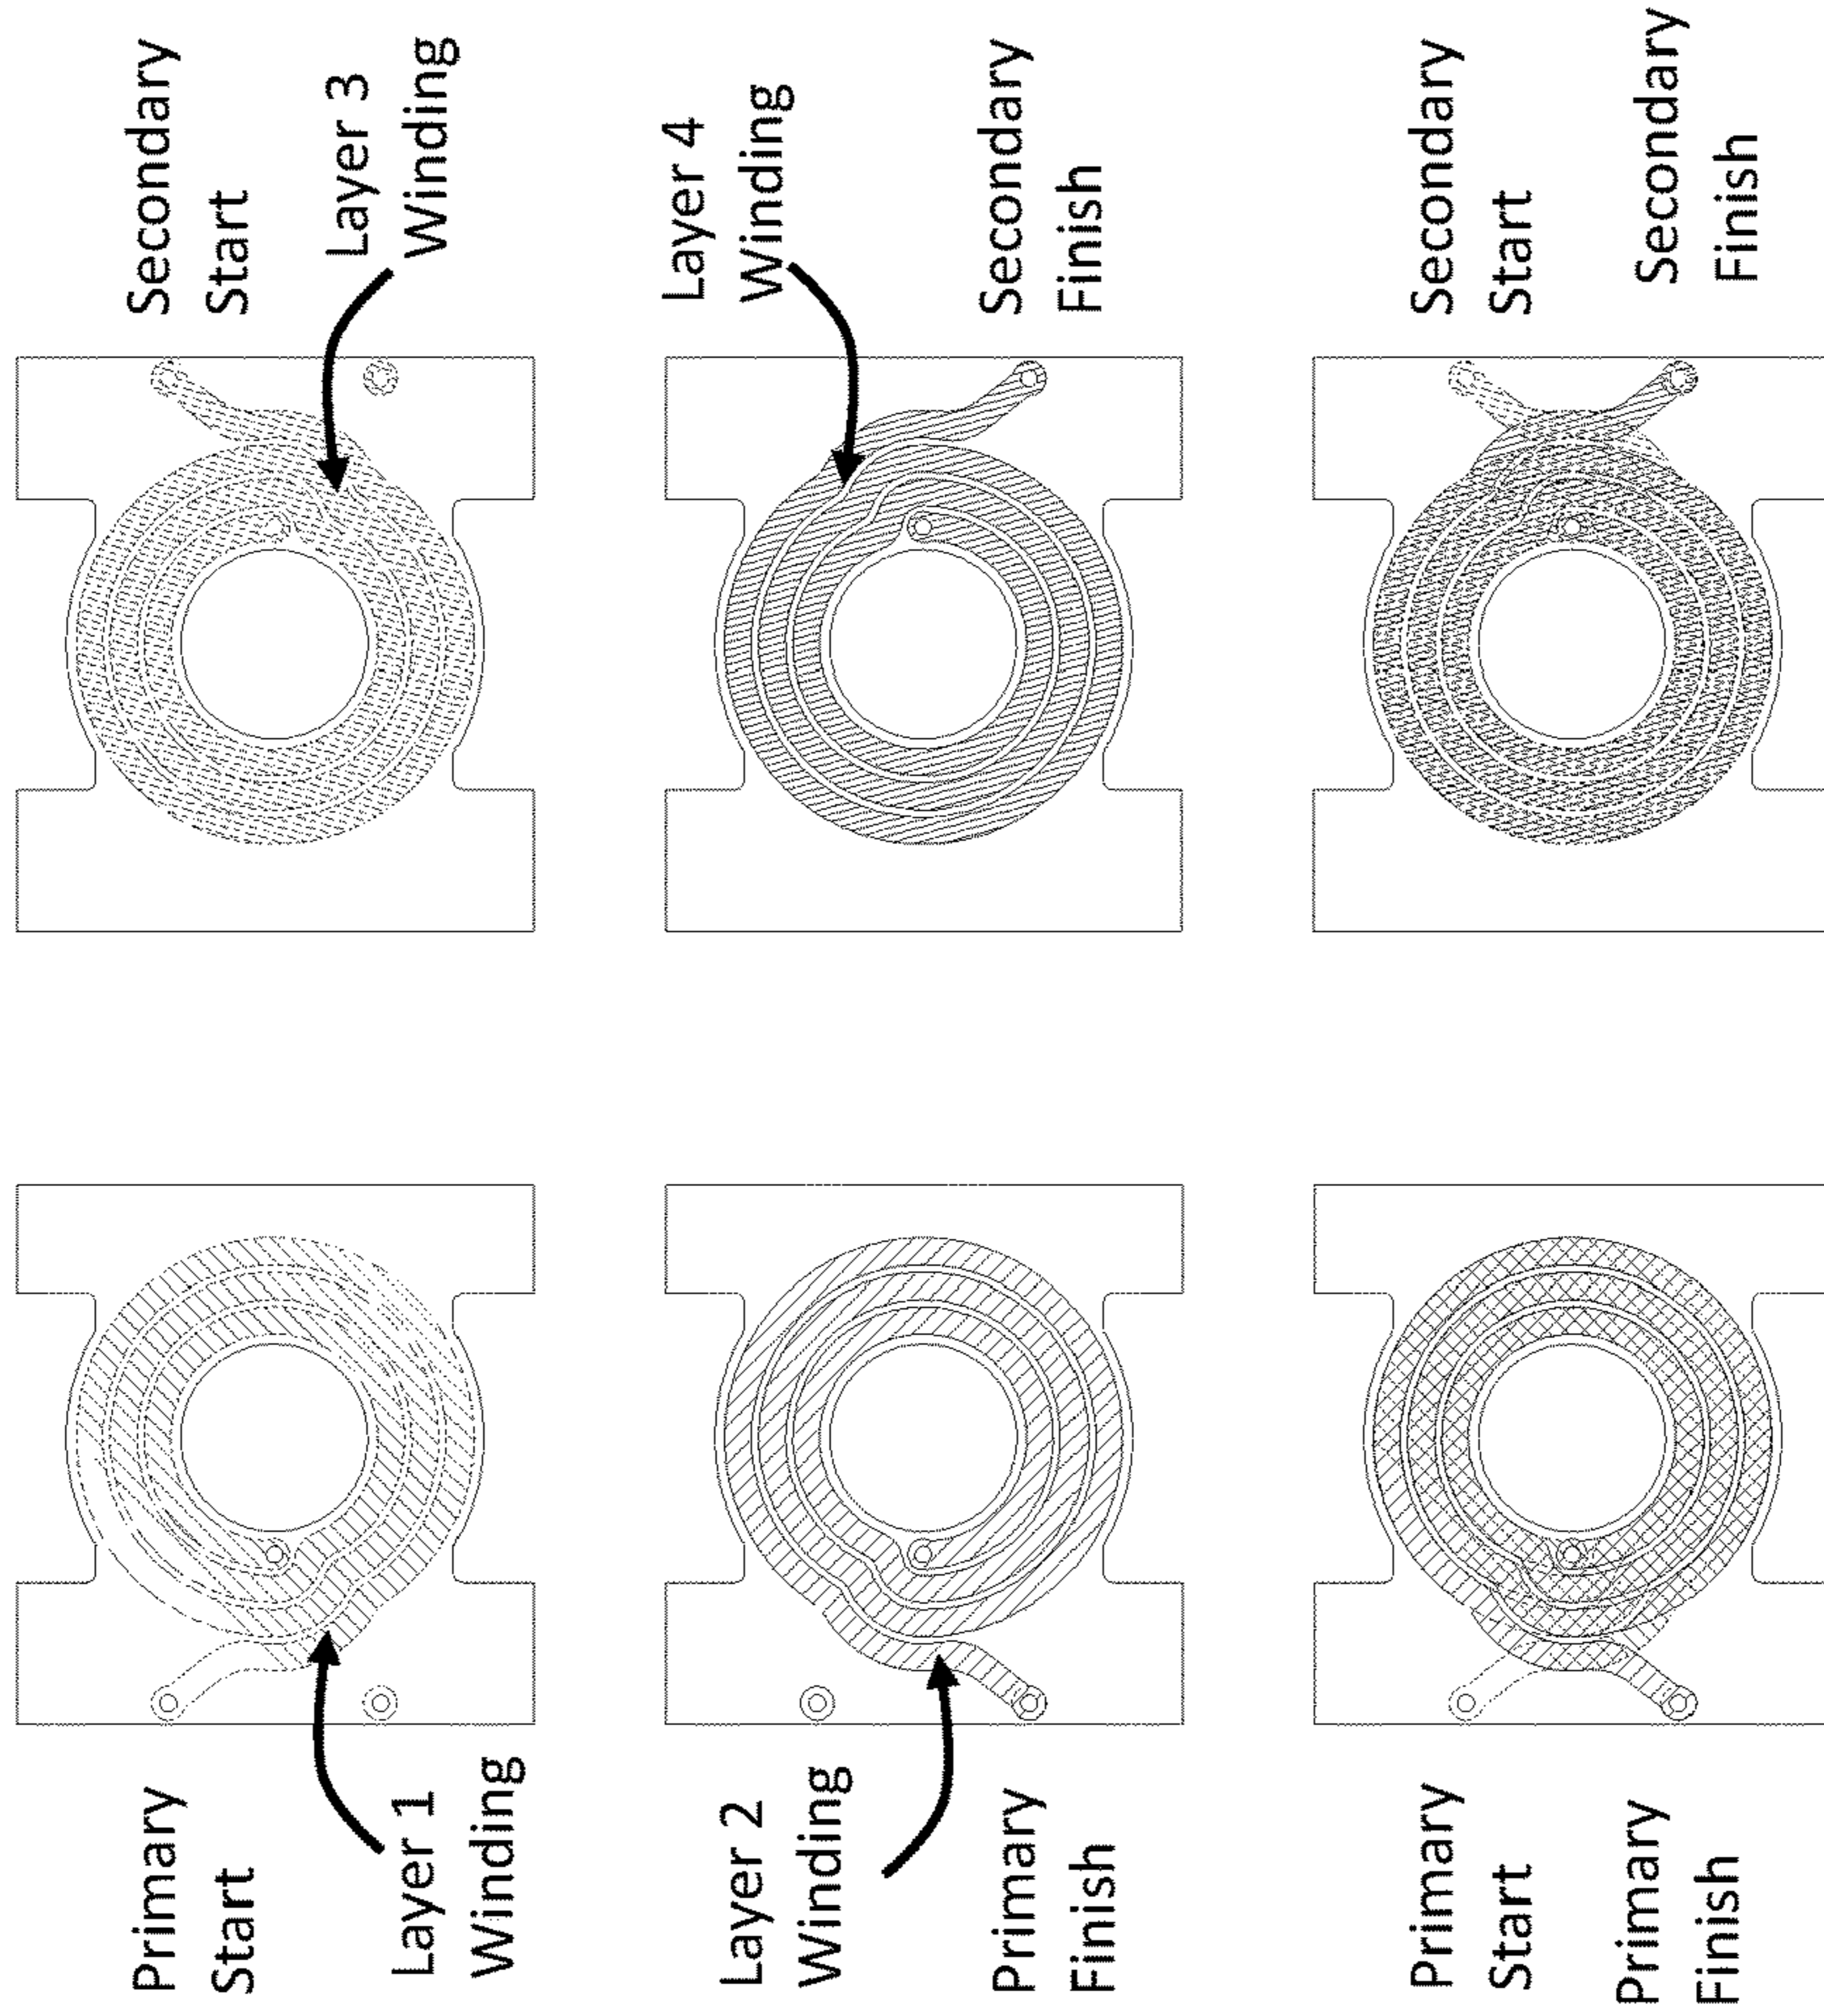 Primary
Start
Layer 1
Winding
Secondary
Start
Layer 3
Winding
Layer 2
Winding
Primary
Finish
Layer 4
Winding
Secondary
Finish
Primary
Start
Primary
Finish
Secondary
Start
Secondary
Finish